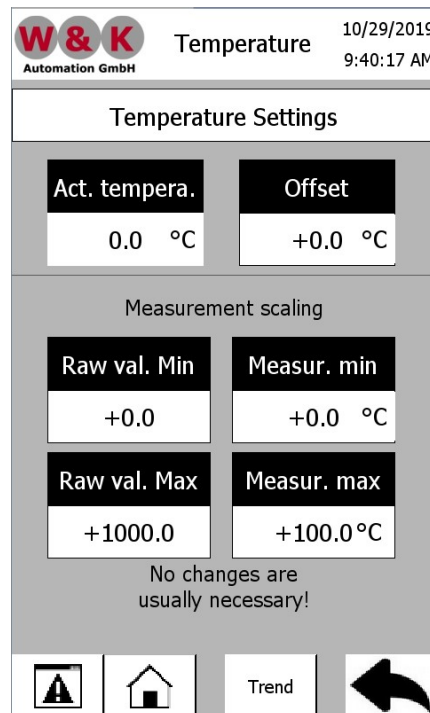 W & K
Automation GmbH
Temperature
10/29/2019
9:40:17 AM
Temperature Settings
Act. tempera.
Offset
0.0 °C
+0.0 °C
Measurement scaling
Raw val. Min
Measur. min
+0.0
+0.0 °C
Raw val. Max
Measur. max
+1000.0
+100.0°C
No changes are
usually necessary!
A
Trend